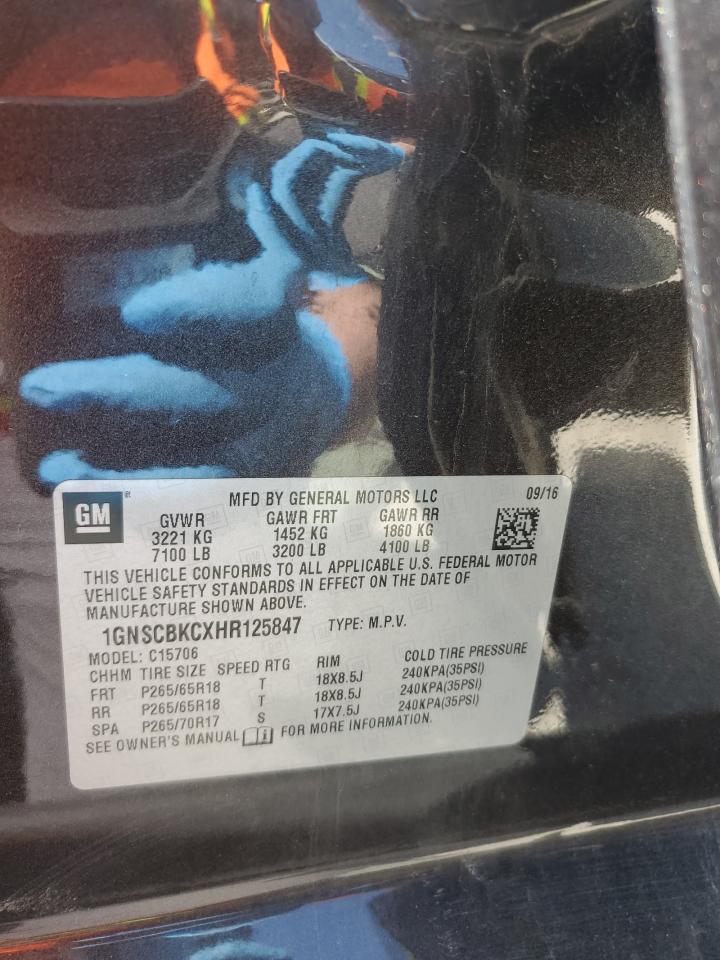 GM
MFD BY GENERAL MOTORS LLC 09/16
GVWR GAWR FRT GAWR RR
3221 KG 1452 KG 1860 KG
7100 LB 3200 LB 4100 LB
THIS VEHICLE CONFORMS TO ALL APPLICABLE U.S. FEDERAL MOTOR
VEHICLE SAFETY STANDARDS IN EFFECT ON THE DATE OF
MANUFACTURE SHOWN ABOVE.
1GNSCBKCXHR125847 TYPE: M.P.V.
MODEL: C15706
CHHM TIRE SIZE SPEED RTG RIM COLD TIRE PRESSURE
FRT P265/65R18 T 18X8.5J 240KPA(35PSI)
RR P265/65R18 T 18X8.5J 240KPA(35PSI)
SPA P265/70R17 S 17X7.5J 240KPA(35PSI)
SEE OWNER'S MANUAL FOR MORE INFORMATION.